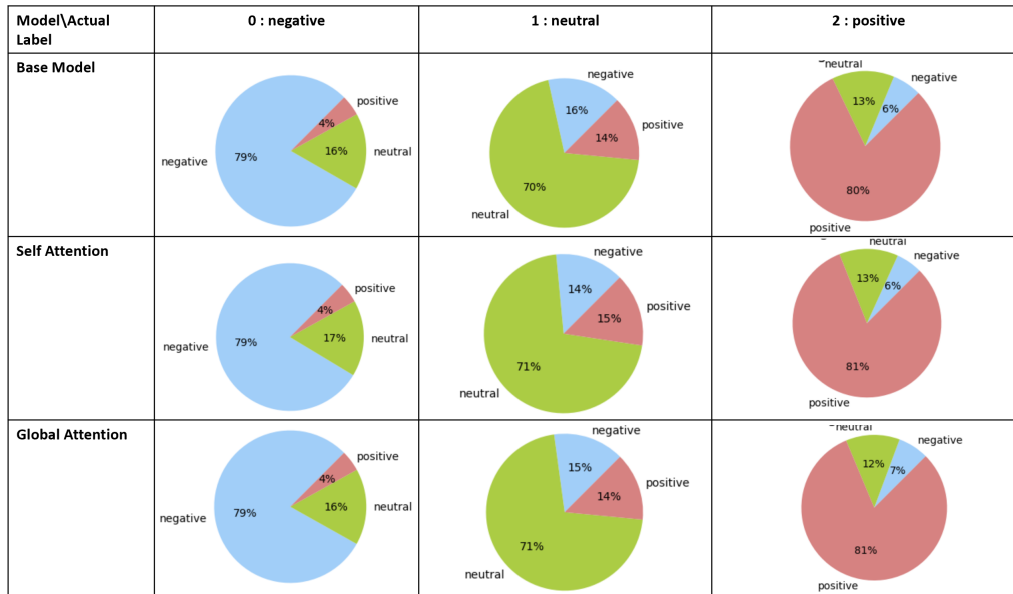 Model\Actual Label
0 : negative
1 : neutral
2 : positive
Base Model
positive
4%
16%
neutral
79%
negative
negative
16%
positive
14%
70%
neutral
neutral
13%
negative
6%
80%
positive
Self Attention
positive
4%
17%
neutral
79%
negative
negative
14%
positive
15%
71%
neutral
neutral
13%
negative
6%
81%
positive
Global Attention
positive
4%
16%
neutral
79%
negative
negative
15%
positive
14%
71%
neutral
neutral
12%
negative
7%
81%
positive